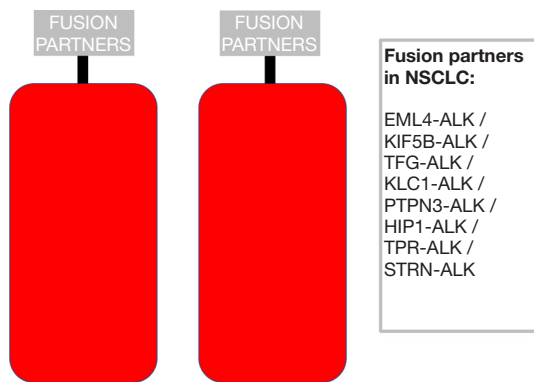 FUSION
PARTNERS
FUSION
PARTNERS
Fusion partners
in NSCLC:
EML4-ALK /
KIF5B-ALK /
TFG-ALK /
KLC1-ALK /
PTPN3-ALK /
HIP1-ALK /
TPR-ALK /
STRN-ALK